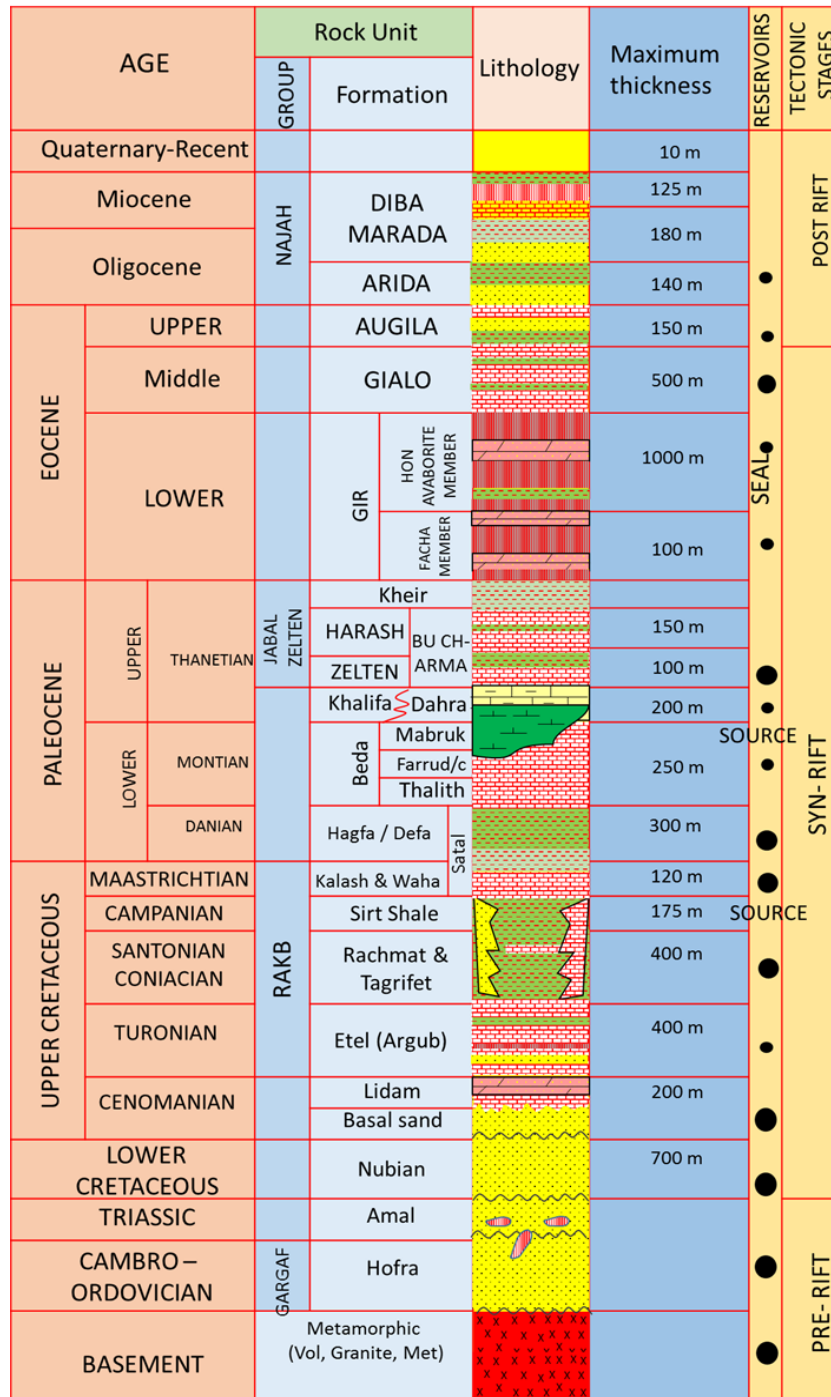 AGE
Rock Unit
GROUP
Formation
Lithology
Maximum
thickness
RESERVOIRS
TECTONIC
STAGES
Quaternary-Recent
10 m
Miocene
NAJAH
DIBA
MARADA
125 m
180 m
POST RIFT
Oligocene
ARIDA
140 m
EOCENE
UPPER
AUGILA
150 m
Middle
GIALO
500 m
LOWER
GIR
HON
AVABORITE
MEMBER
1000 m
SEAL
FACHA
MEMBER
100 m
SYN- RIFT
PALEOCENE
UPPER
THANETIAN
JABAL
ZELTEN
Kheir
HARASH
BU CH-
ARMA
150 m
ZELTEN
100 m
Khalifa
Dahra
200 m
LOWER
MONTIAN
Beda
Mabruk
SOURCE
Farrud/c
250 m
Thalith
DANIAN
Hagfa / Defa
Satal
300 m
UPPER CRETACEOUS
MAASTRICHTIAN
RAKB
Kalash & Waha
120 m
CAMPANIAN
Sirt Shale
175 m
SOURCE
SANTONIAN
CONIACIAN
Rachmat &
Tagrifet
400 m
TURONIAN
Etel (Argub)
400 m
CENOMANIAN
Lidam
200 m
Basal sand
LOWER
CRETACEOUS
Nubian
700 m
TRIASSIC
Amal
PRE- RIFT
CAMBRO –
ORDOVICIAN
GARGAF
Hofra
BASEMENT
Metamorphic
(Vol, Granite, Met)